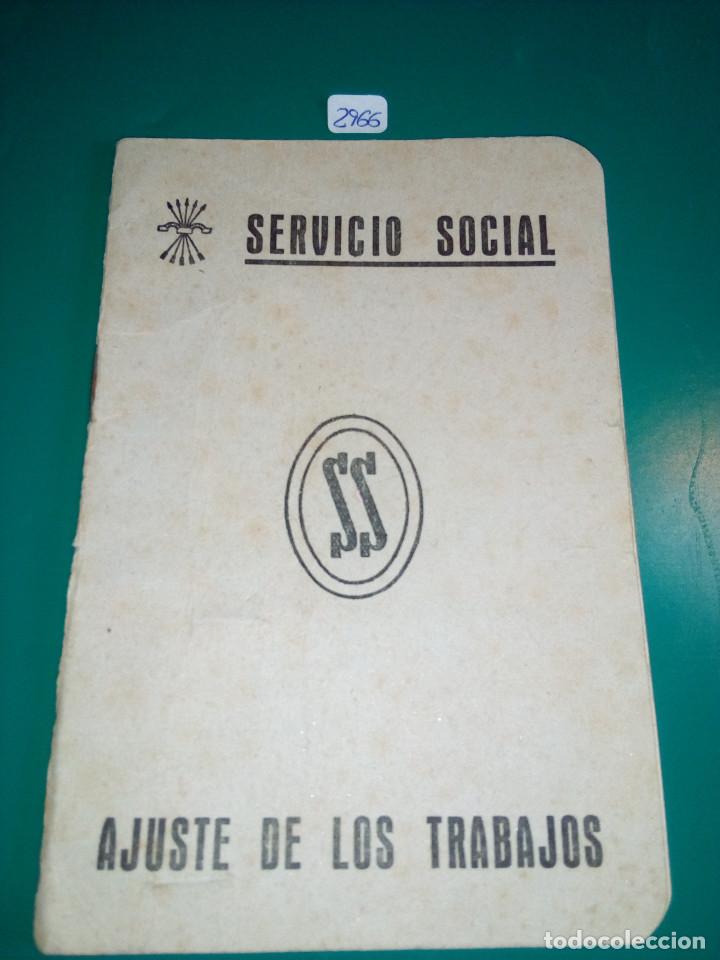 2966
SERVICIO SOCIAL
SS
AJUSTE DE LOS TRABAJOS
todocoleccion